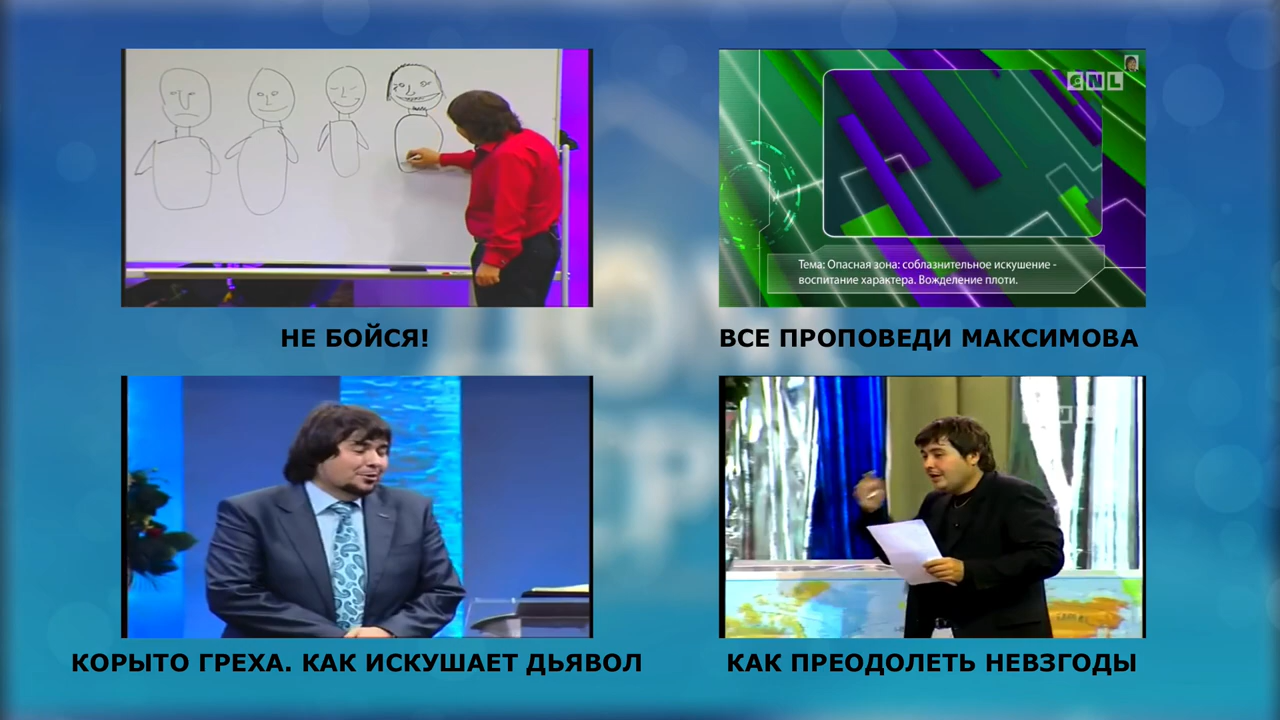 CNL
Тема: Опасная зона: соблазнительное искушение -
воспитание характера. Вожделение плоти.
НЕ БОЙСЯ!
ВСЕ ПРОПОВЕДИ МАКСИМОВА
КОРЫТО ГРЕХА. КАК ИСКУШАЕТ ДЬЯВОЛ
КАК ПРЕОДОЛЕТЬ НЕВЗГОДЫ